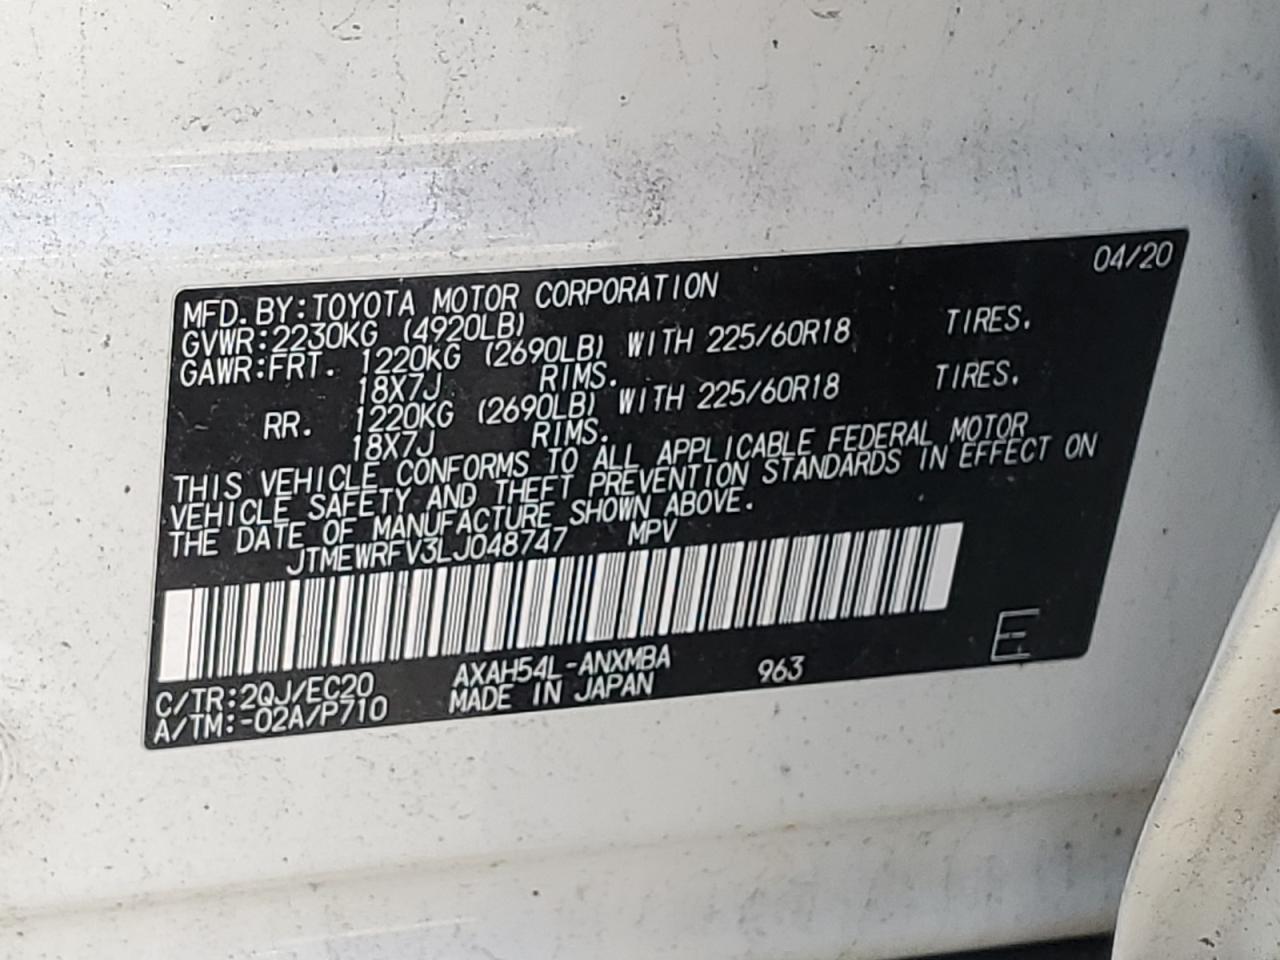 04/20
MFD. BY: TOYOTA MOTOR CORPORATION
GVWR: 2230KG (4920LB)
GAWR: FRT. 1220KG (2690LB) WITH 225/60R18 TIRES.
18X7J RIMS.
RR. 1220KG (2690LB) WITH 225/60R18 TIRES.
18X7J RIMS.
THIS VEHICLE CONFORMS TO ALL APPLICABLE FEDERAL MOTOR
VEHICLE SAFETY AND THEFT PREVENTION STANDARDS IN EFFECT ON
THE DATE OF MANUFACTURE SHOWN ABOVE.
JTMEWRFV3LJ048747 MPV
C/TR:2QJ/EC20 AXAH54L-ANXMBA 963 E
A/TM:-02A/P710 MADE IN JAPAN